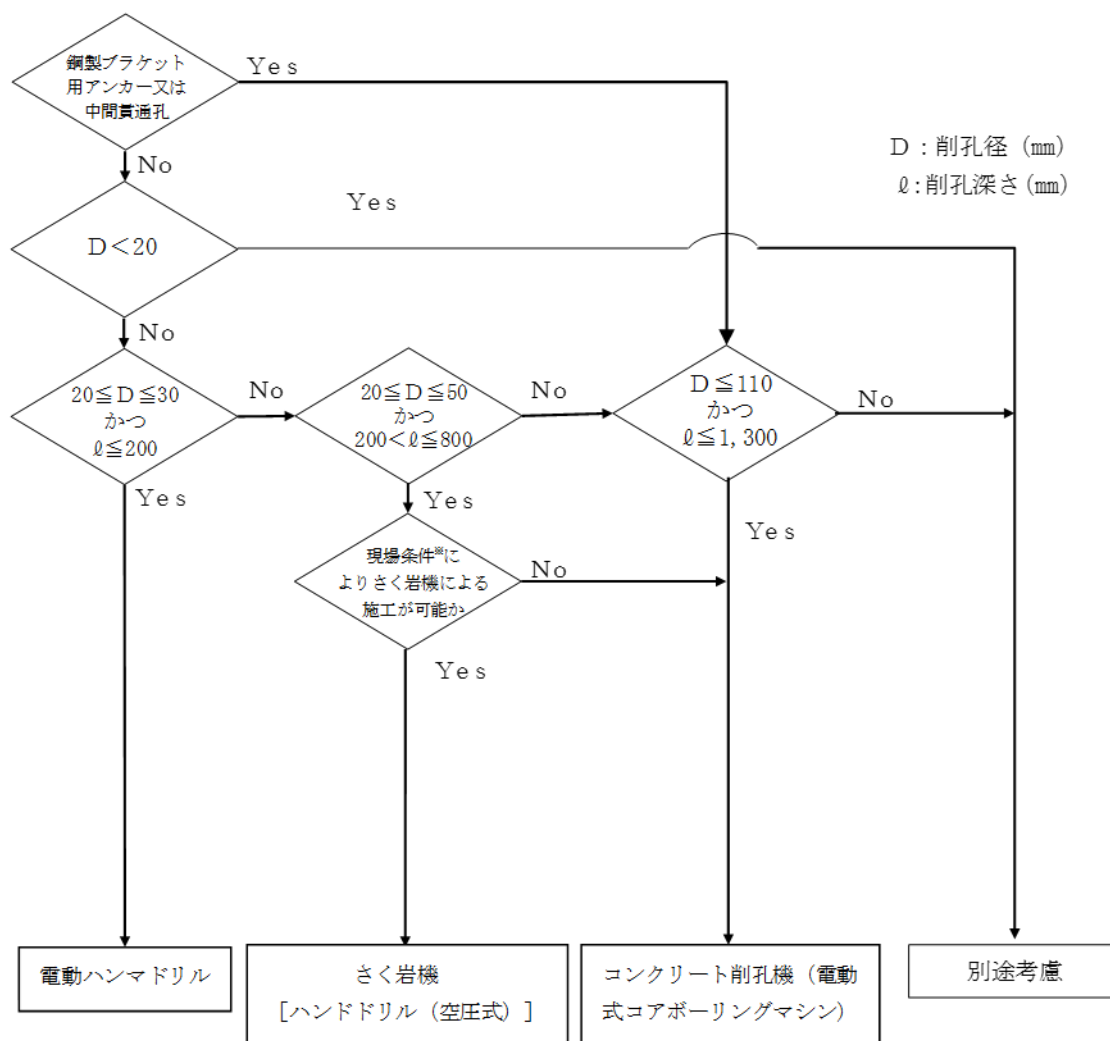 鋼製ブラケット
用アンカー又は
中間貫通孔
Yes
No
D:削孔径(㎜)
ℓ:削孔深さ(㎜)
Yes
D<20
No
20≦D≦30
かつ
ℓ≦200
No
20≦D≦50
かつ
200<ℓ≦800
No
D≦110
かつ
ℓ≦1,300
No
Yes
Yes
Yes
現場条件※に
よりさく岩機による
施工が可能か
No
Yes
電動ハンマドリル
さく岩機
[ハンドドリル(空圧式)]
コンクリート削孔機(電動
式コアボーリングマシン)
別途考慮